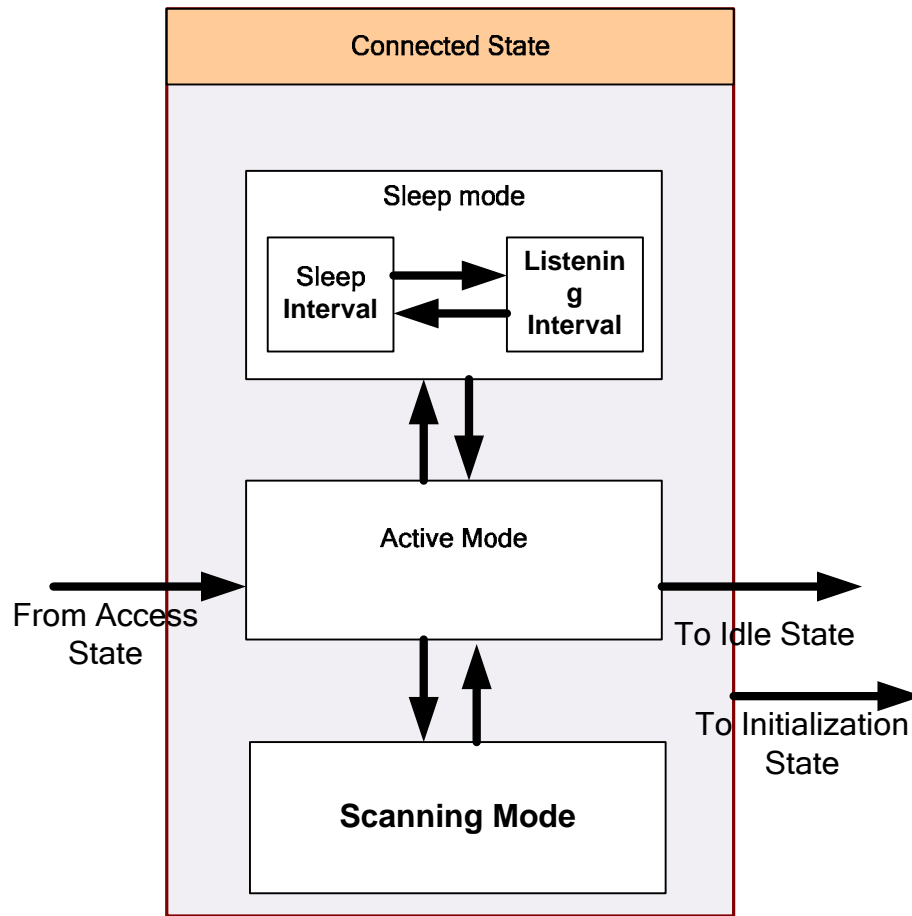 Connected State
Sleep mode
Sleep
Interval
Listenin
g
Interval
Active Mode
From Access
State
To Idle State
To Initialization
State
Scanning Mode